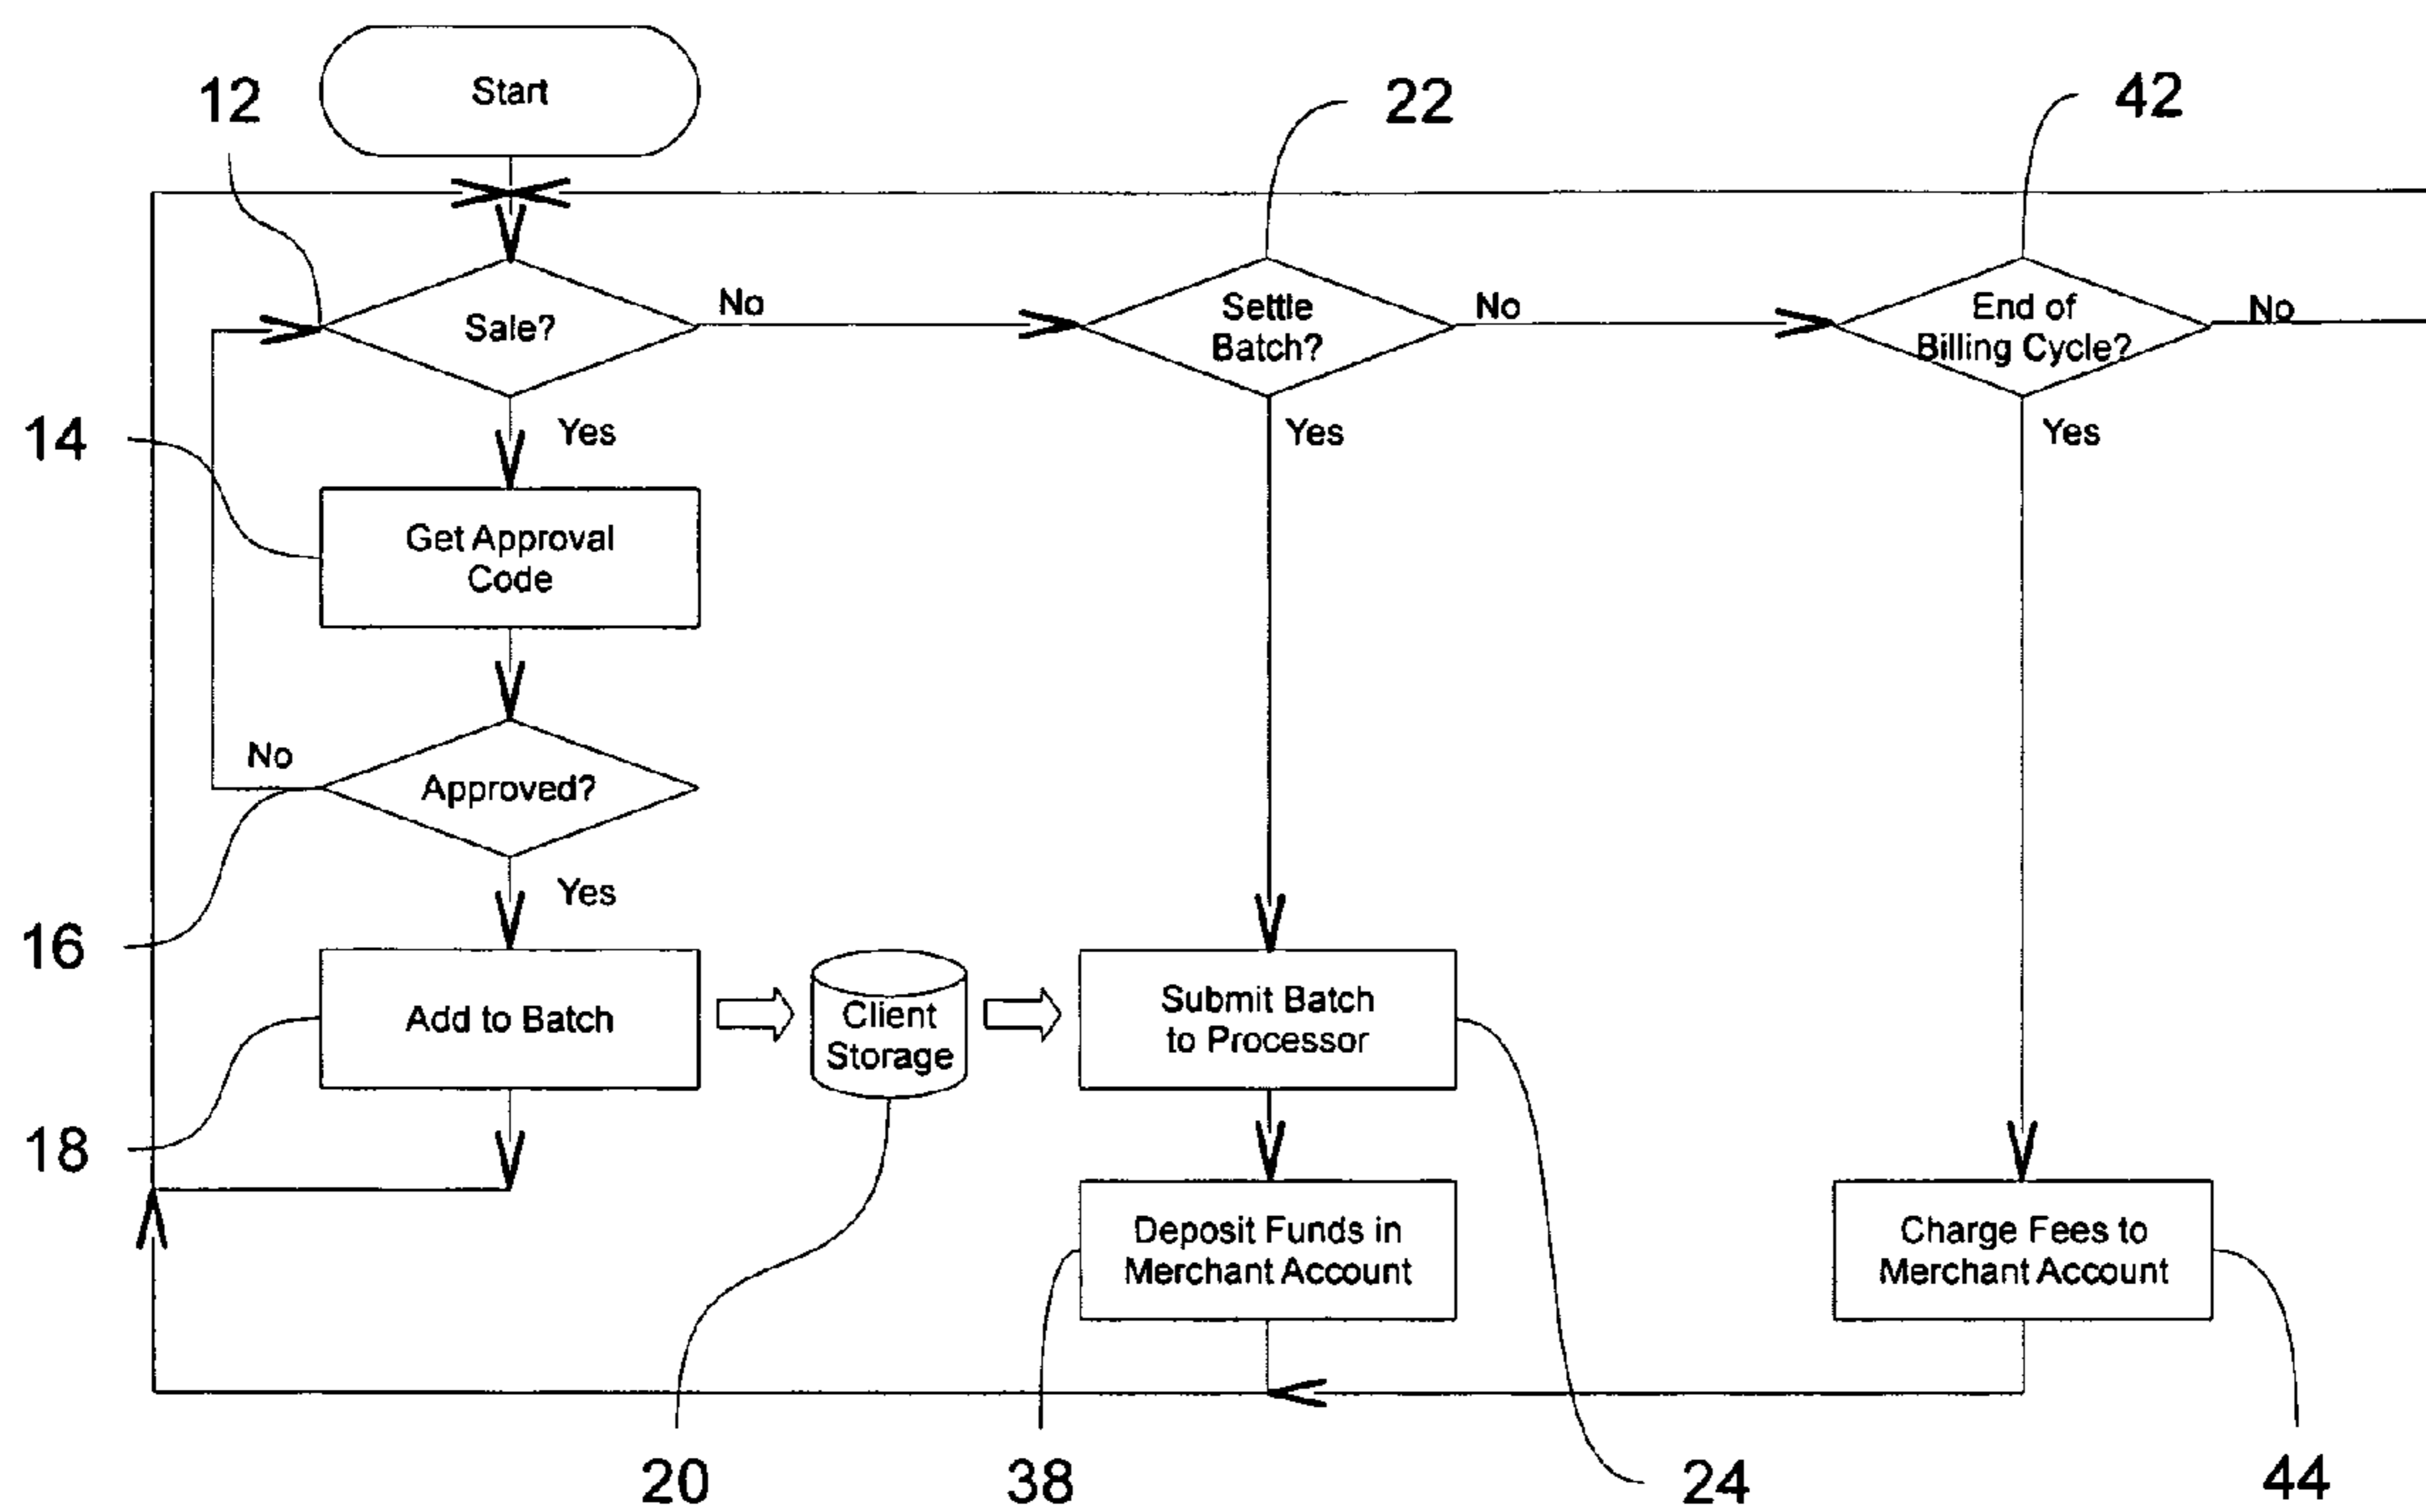 Start
12
22
42
Sale?
No
Settle
Batch?
No
End of
Billing Cycle?
No
14
Yes
Yes
Yes
Get Approval
Code
No
Approved?
16
Yes
18
Add to Batch
Client
Storage
Submit Batch
to Processor
Deposit Funds in
Merchant Account
Charge Fees to
Merchant Account
20
38
24
44